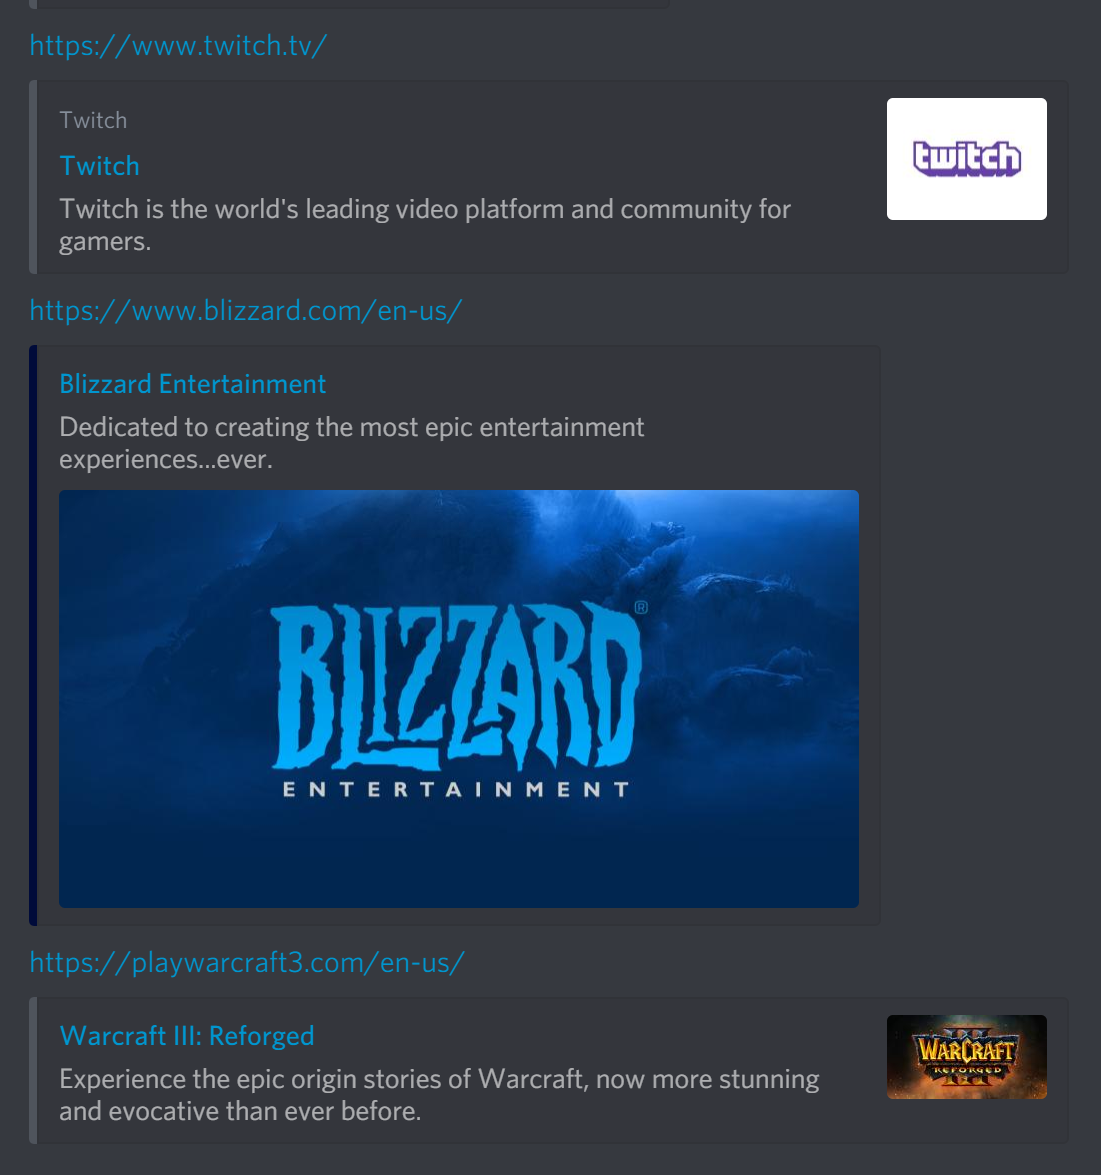 https://www.twitch.tv/
Twitch
twitch
Twitch
Twitch is the world's leading video platform and community for
gamers.
https://www.blizzard.com/en-us/
Blizzard Entertainment
Dedicated to creating the most epic entertainment
experiences...ever.
BLIZZARD®
ENTERTAINMENT
https://playwarcraft3.com/en-us/
Warcraft III: Reforged
Experience the epic origin stories of Warcraft, now more stunning
and evocative than ever before.
III
WARCRAFT
REFORGED